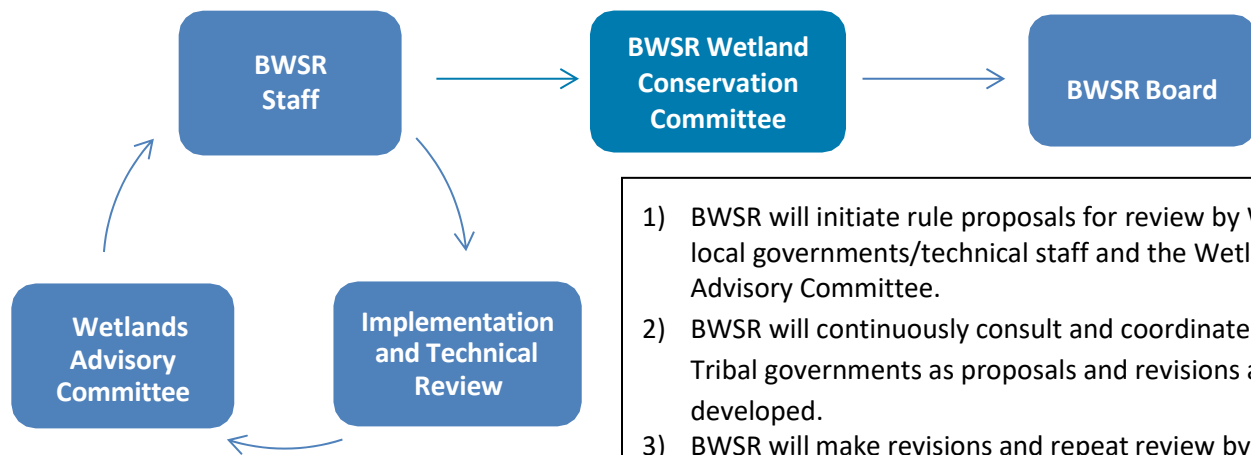 BWSR
Staff
BWSR Wetland
Conservation
Committee
BWSR Board
Wetlands
Advisory
Committee
Implementation
and Technical
Review
1) BWSR will initiate rule proposals for review by
local governments/technical staff and the
Advisory Committee.
2) BWSR will continuously consult and coordinate
Tribal governments as proposals and revisions
developed.
3) BWSR will make revisions and repeat review by